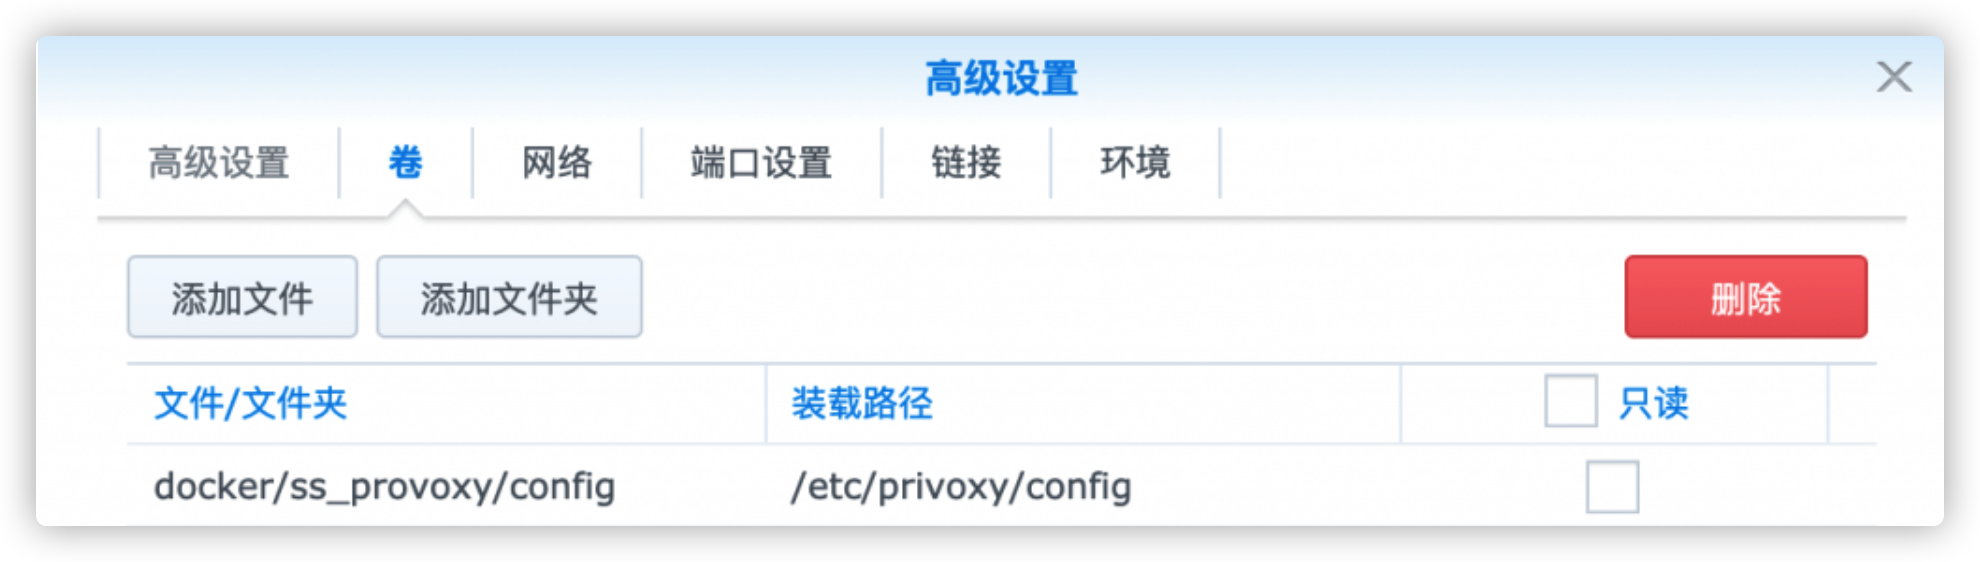 高级设置
高级设置 卷 网络 端口设置 链接 环境
添加文件 添加文件夹 删除
文件/文件夹 装载路径 只读
docker/ss_provoxy/config /etc/privoxy/config